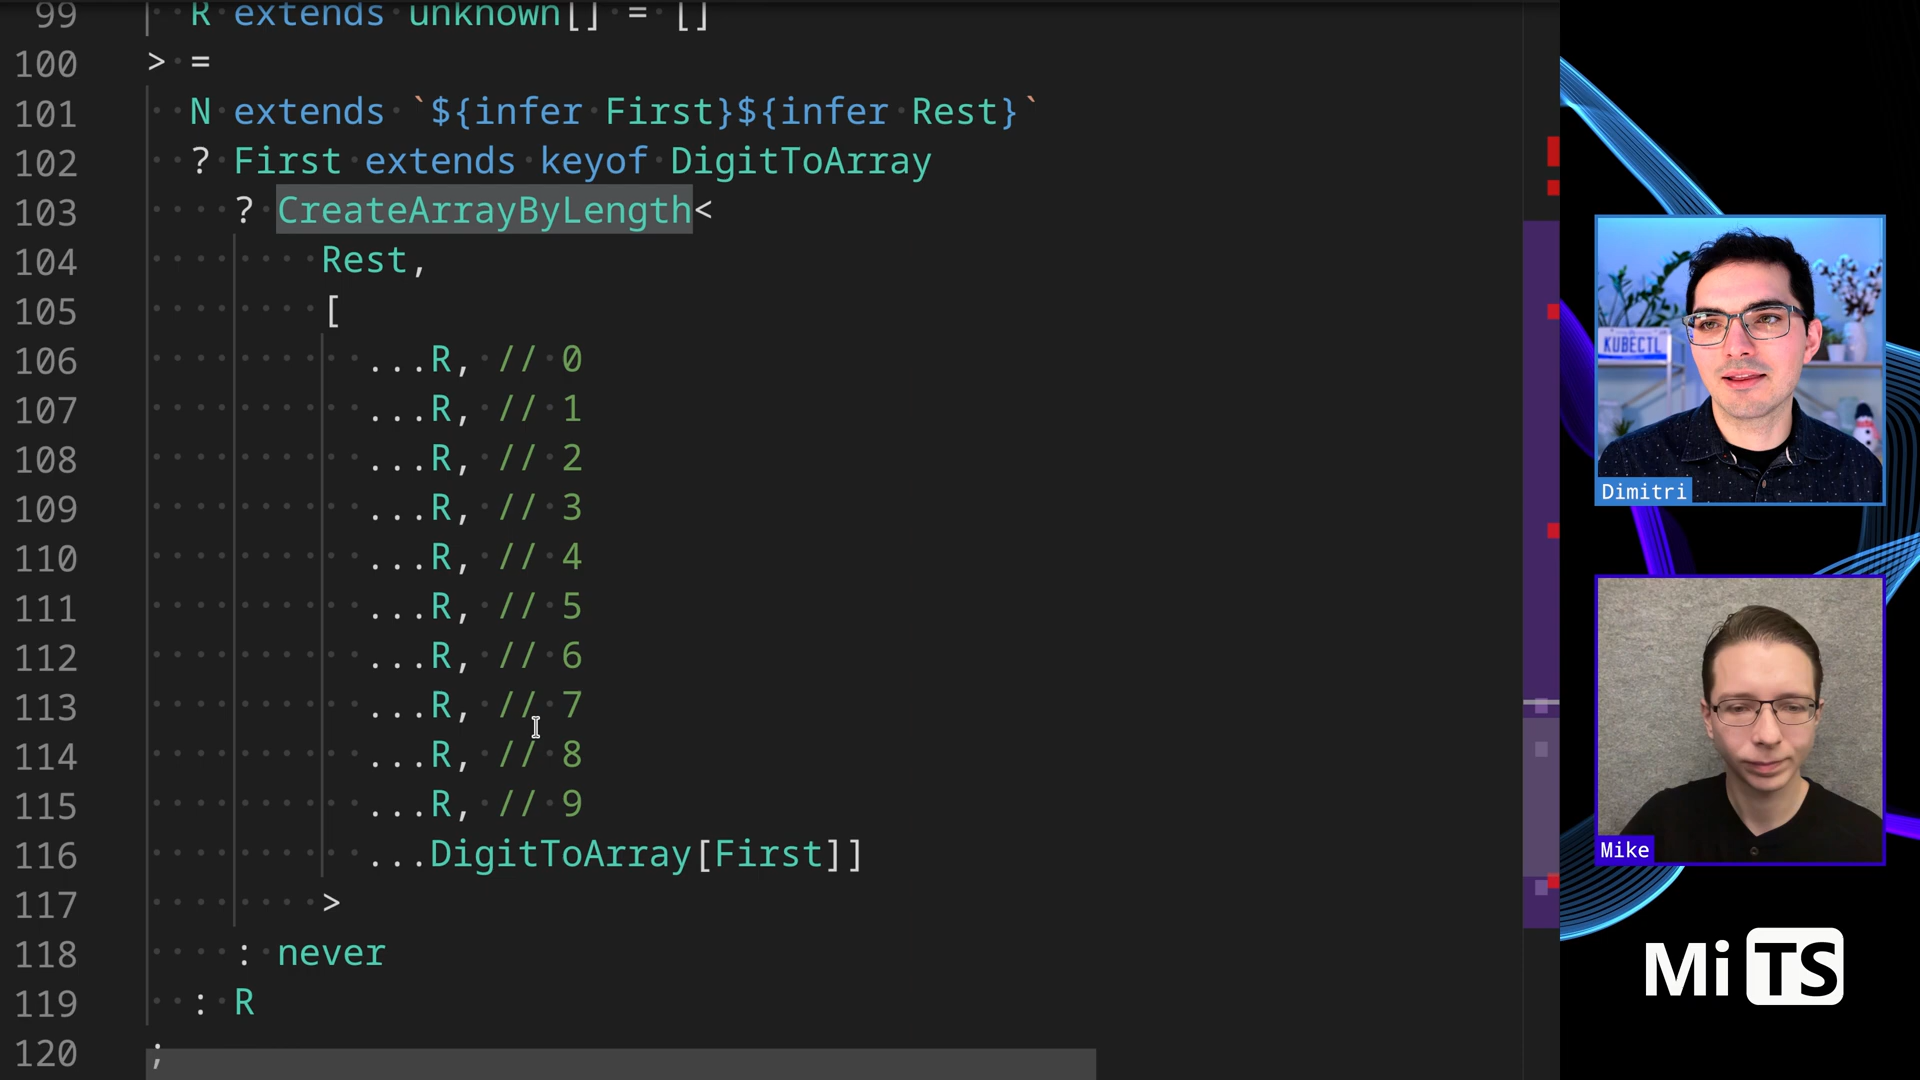 99 R extends unknown[] = []
100 > =
101 N extends `${infer First}${infer Rest}`
102 ? First extends keyof DigitToArray
103 ? CreateArrayByLength<
104 Rest,
105 [
106 ...R, // 0
107 ...R, // 1
108 ...R, // 2
109 ...R, // 3
110 ...R, // 4
111 ...R, // 5
112 ...R, // 6
113 ...R, // 7
114 ...R, // 8
115 ...R, // 9
116 ...DigitToArray[First]]
117 >
118 : never
119 : R
120 ;
KUBECTL
Dimitri
Mike
MiTS